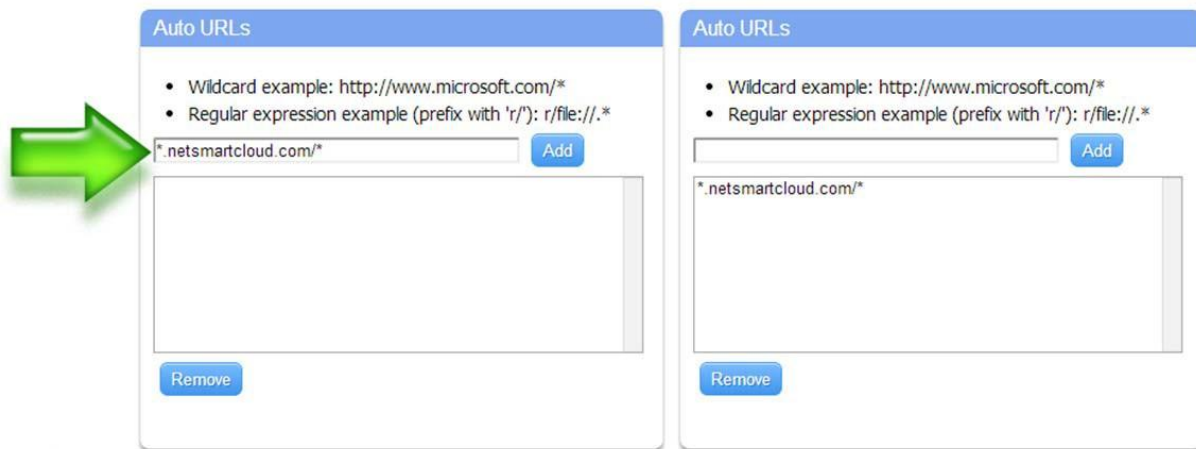 Auto URLs
• Wildcard example: http://www.microsoft.com/*
• Regular expression example (prefix with 'r/'): r/file://.*
*.netsmartcloud.com/*
Add
Remove
Auto URLs
• Wildcard example: http://www.microsoft.com/*
• Regular expression example (prefix with 'r/'): r/file://.*
Add
*.netsmartcloud.com/*
Remove